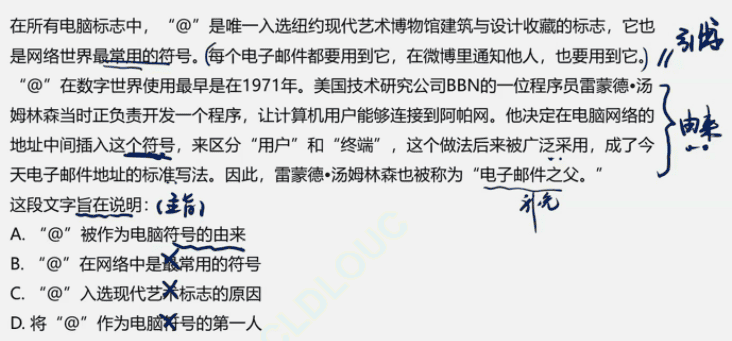 在所有电脑标志中，“@”是唯一入选纽约现代艺术博物馆建筑与设计收藏的标志，它也
是网络世界最常用的符号。(每个电子邮件都要用到它，在微博里通知他人，也要用到它。)
“@”在数字世界使用最早是在1971年。美国技术研究公司BBN的一位程序员雷蒙德•汤
姆林森当时正负责开发一个程序，让计算机用户能够连接到阿帕网。他决定在电脑网络的
地址中间插入这个符号，来区分“用户”和“终端”，这个做法后来被广泛采用，成了今
天电子邮件地址的标准写法。因此，雷蒙德•汤姆林森也被称为“电子邮件之父。”
由来
这段文字旨在说明：(主旨)
A. “@”被作为电脑符号的由来
B. “@”在网络中是最常用的符号
C. “@”入选现代艺术标志的原因
D. 将“@”作为电脑符号的第一人